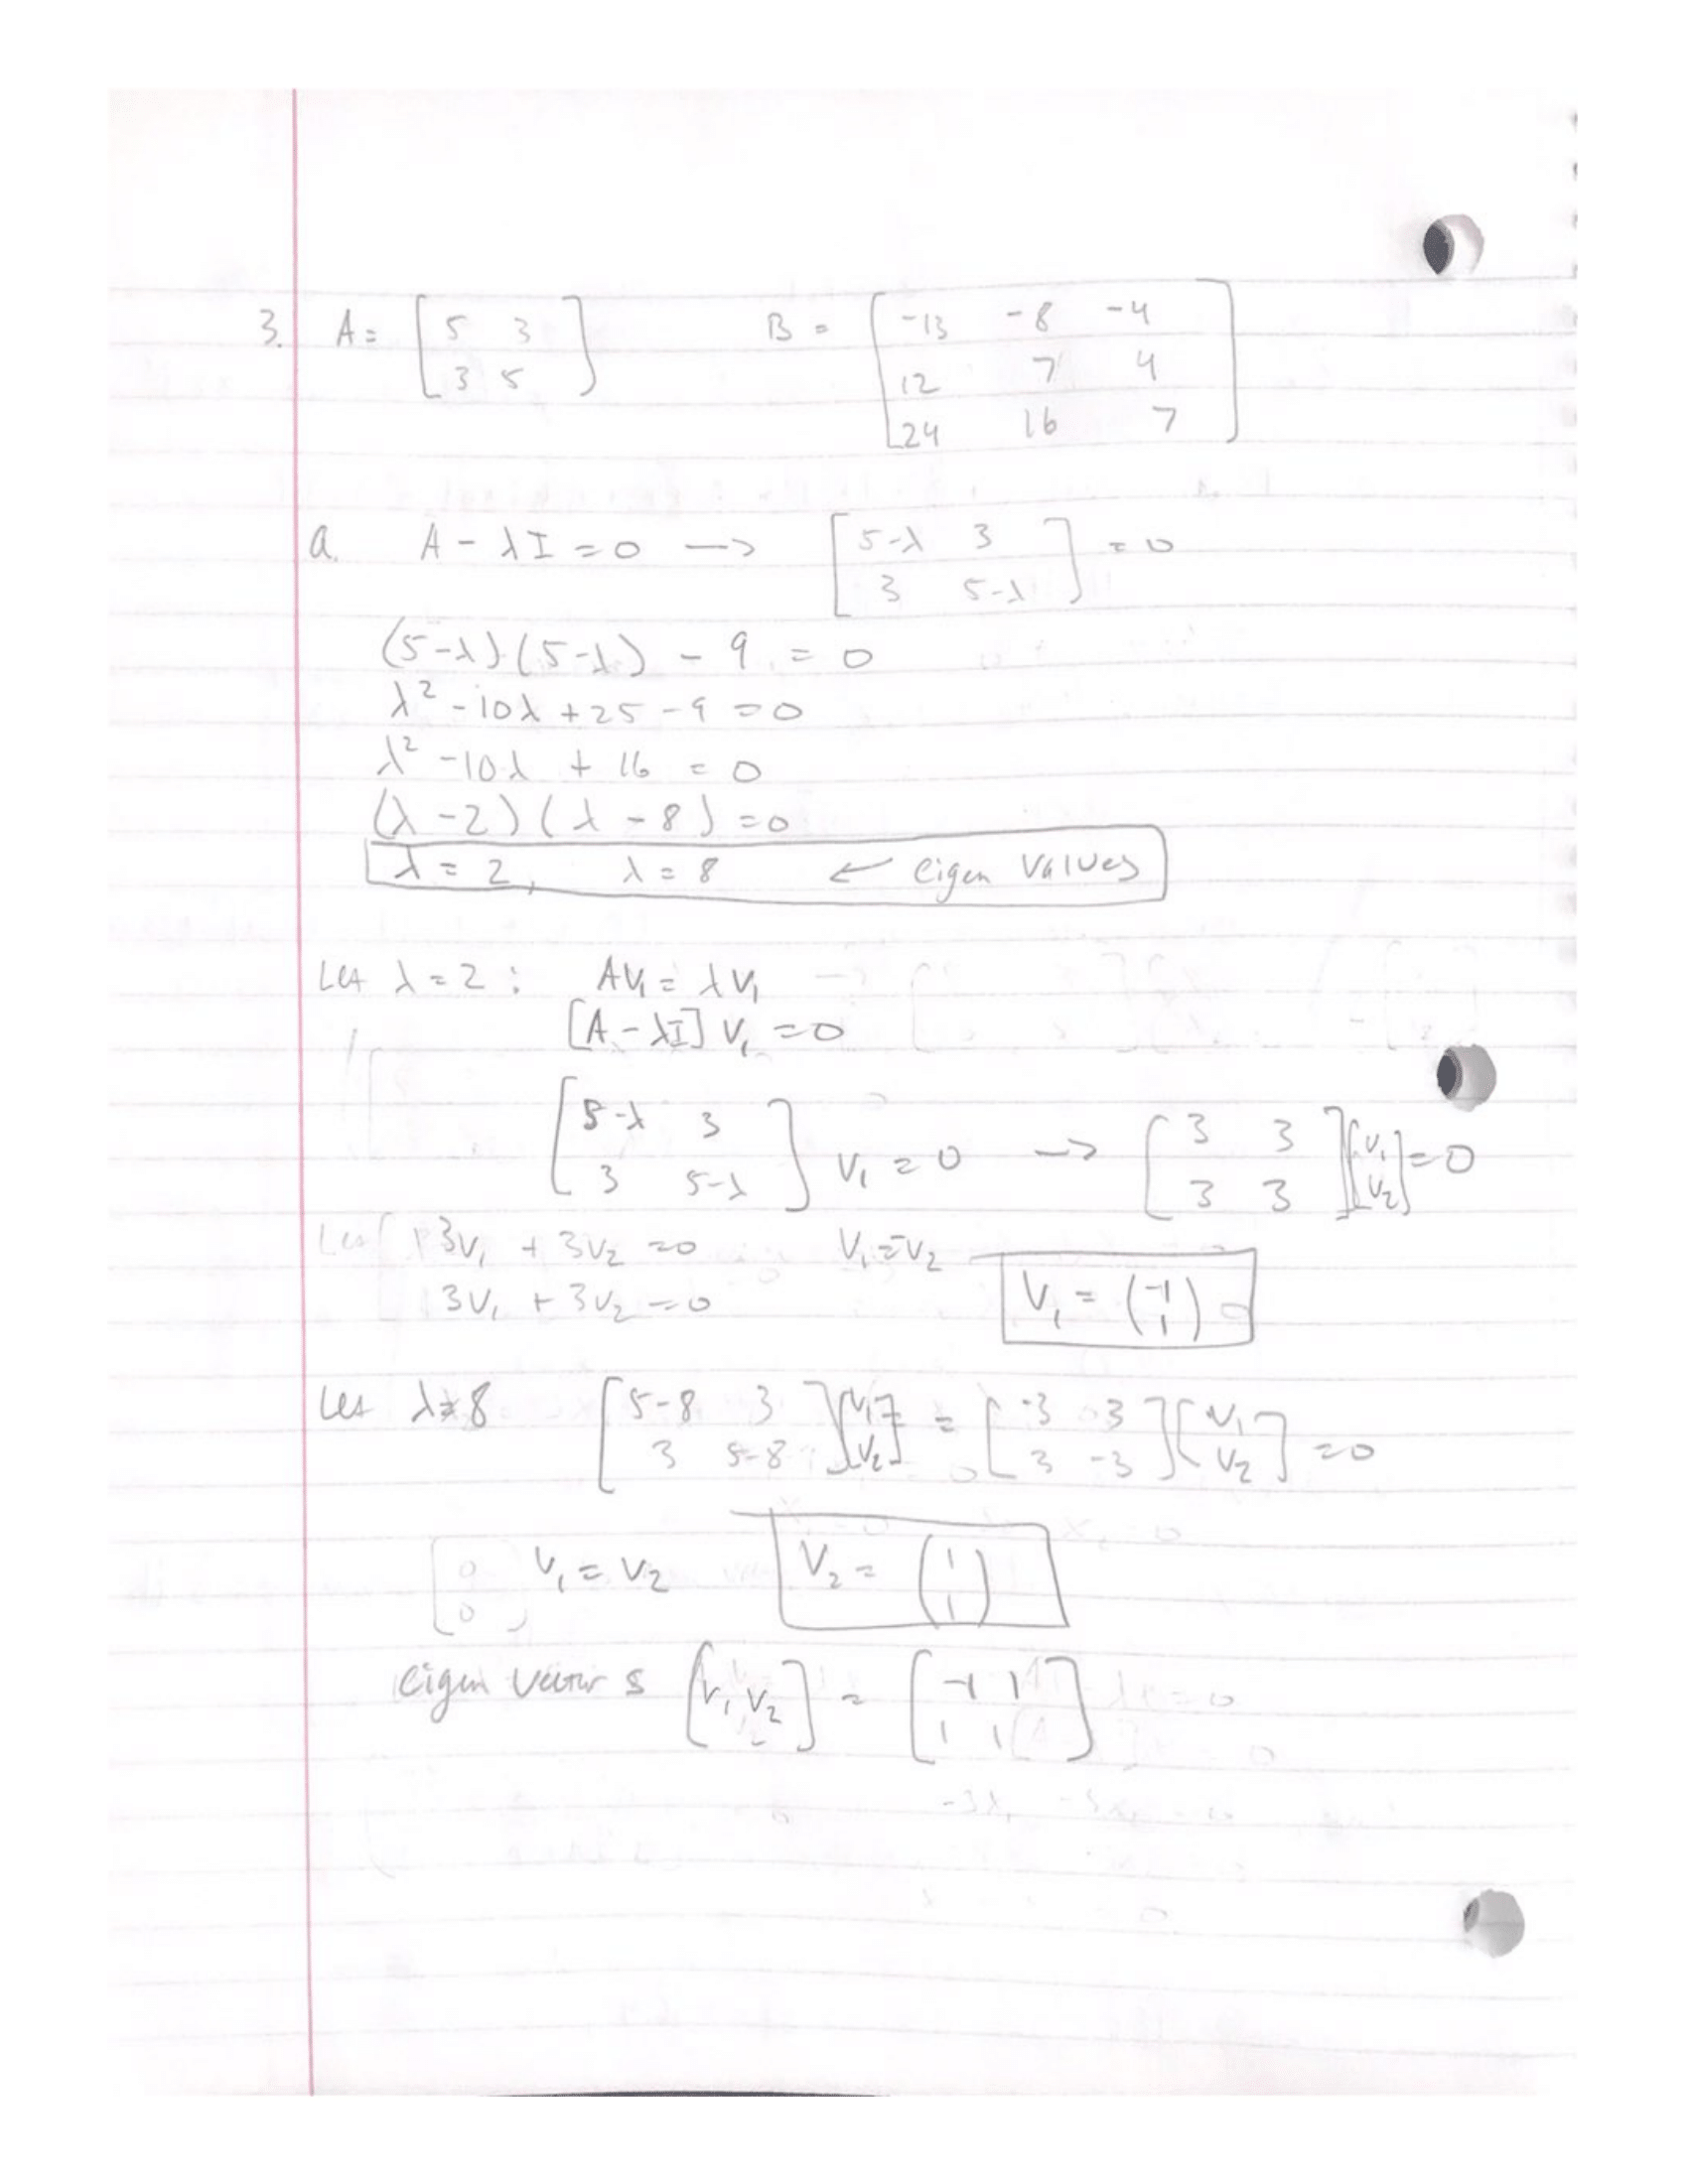 3. A = [5 3; 3 5] B = [-13 -8 -4; 12 7 4; 24 16 7]
a. A - λI = 0 → [5-λ 3; 3 5-λ] = 0
(5-λ)(5-λ) - 9 = 0
λ² - 10λ + 25 - 9 = 0
λ² - 10λ + 16 = 0
(λ - 2)(λ - 8) = 0
λ = 2, λ = 8 ← eigen values
Let λ = 2: AV₁ = λV₁
[A - λI] V₁ = 0
[5-λ 3; 3 5-λ] V₁ = 0 → [3 3; 3 3][V₁; V₂] = 0
3V₁ + 3V₂ = 0 V₁ = -V₂
3V₁ + 3V₂ = 0 V₁ = (-1; 1)
Let λ = 8 [5-8 3; 3 5-8][V₁; V₂] = [-3 3; 3 -3][V₁; V₂] = 0
V₁ = V₂ V₂ = (1; 1)
eigen vectors [V₁ V₂] = [-1 1; 1 1]